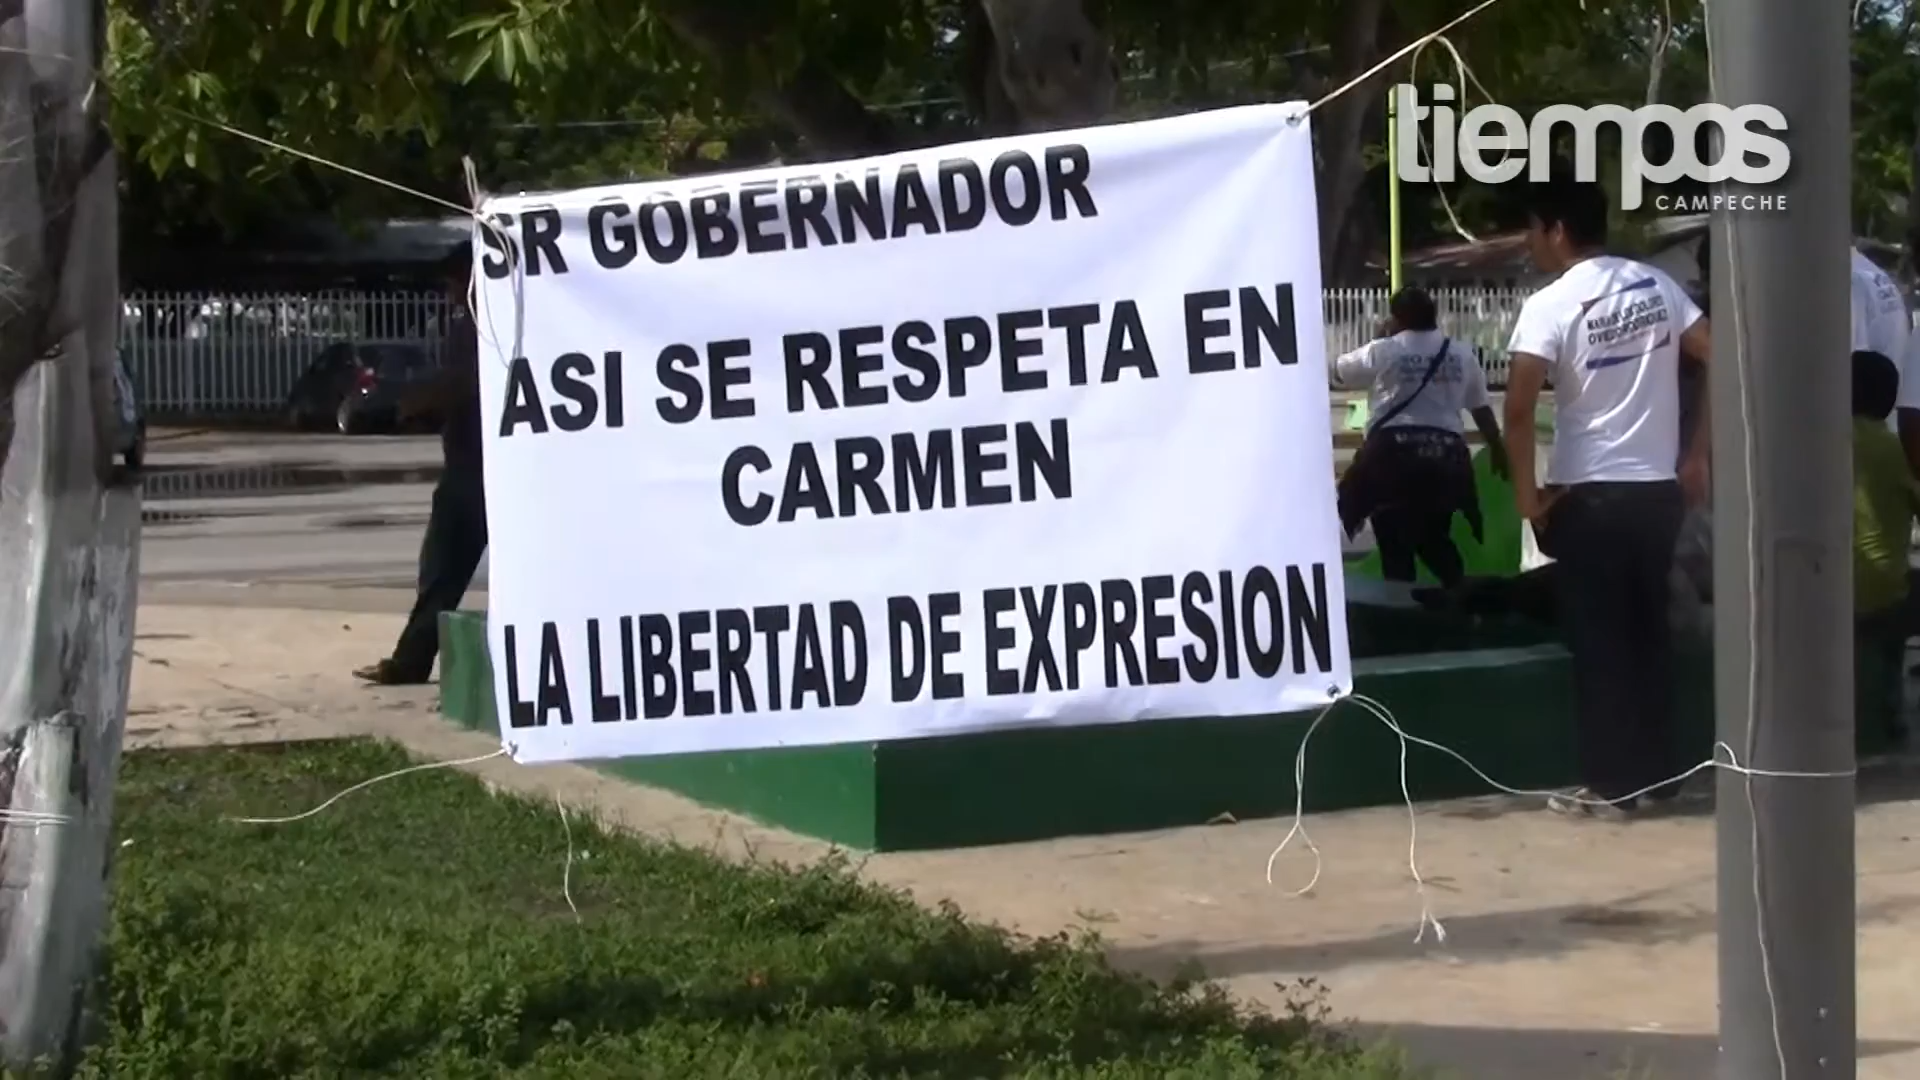 tiempos
CAMPECHE
SR GOBERNADOR
ASI SE RESPETA EN
CARMEN
LA LIBERTAD DE EXPRESION